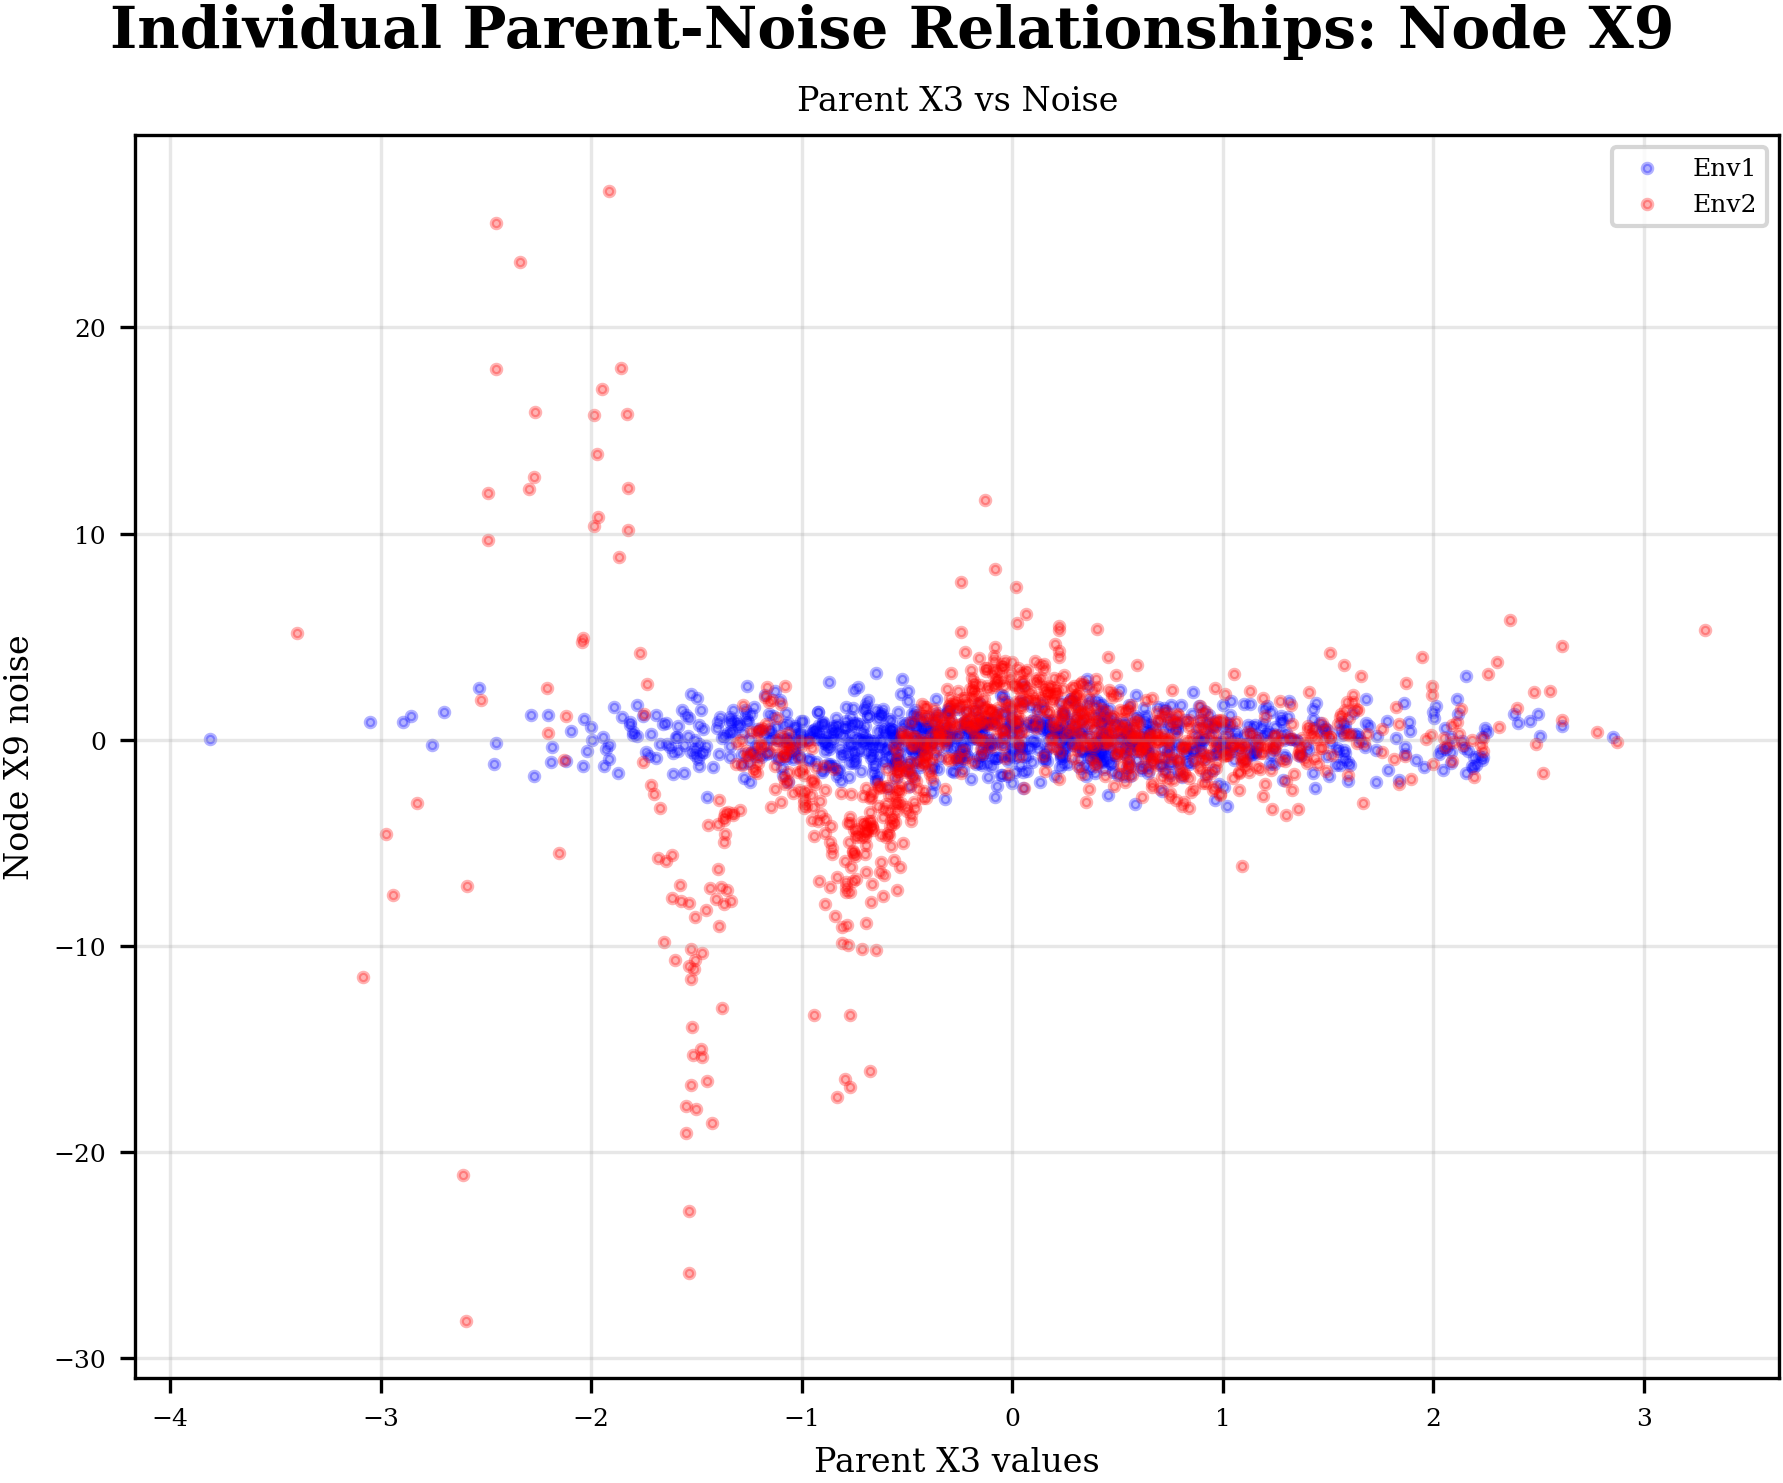 Individual Parent-Noise Relationships: Node X9
Parent X3 vs Noise
Env1
Env2
Node X9 noise
20
10
0
−10
−20
−30
−4
−3
−2
−1
0
1
2
3
Parent X3 values